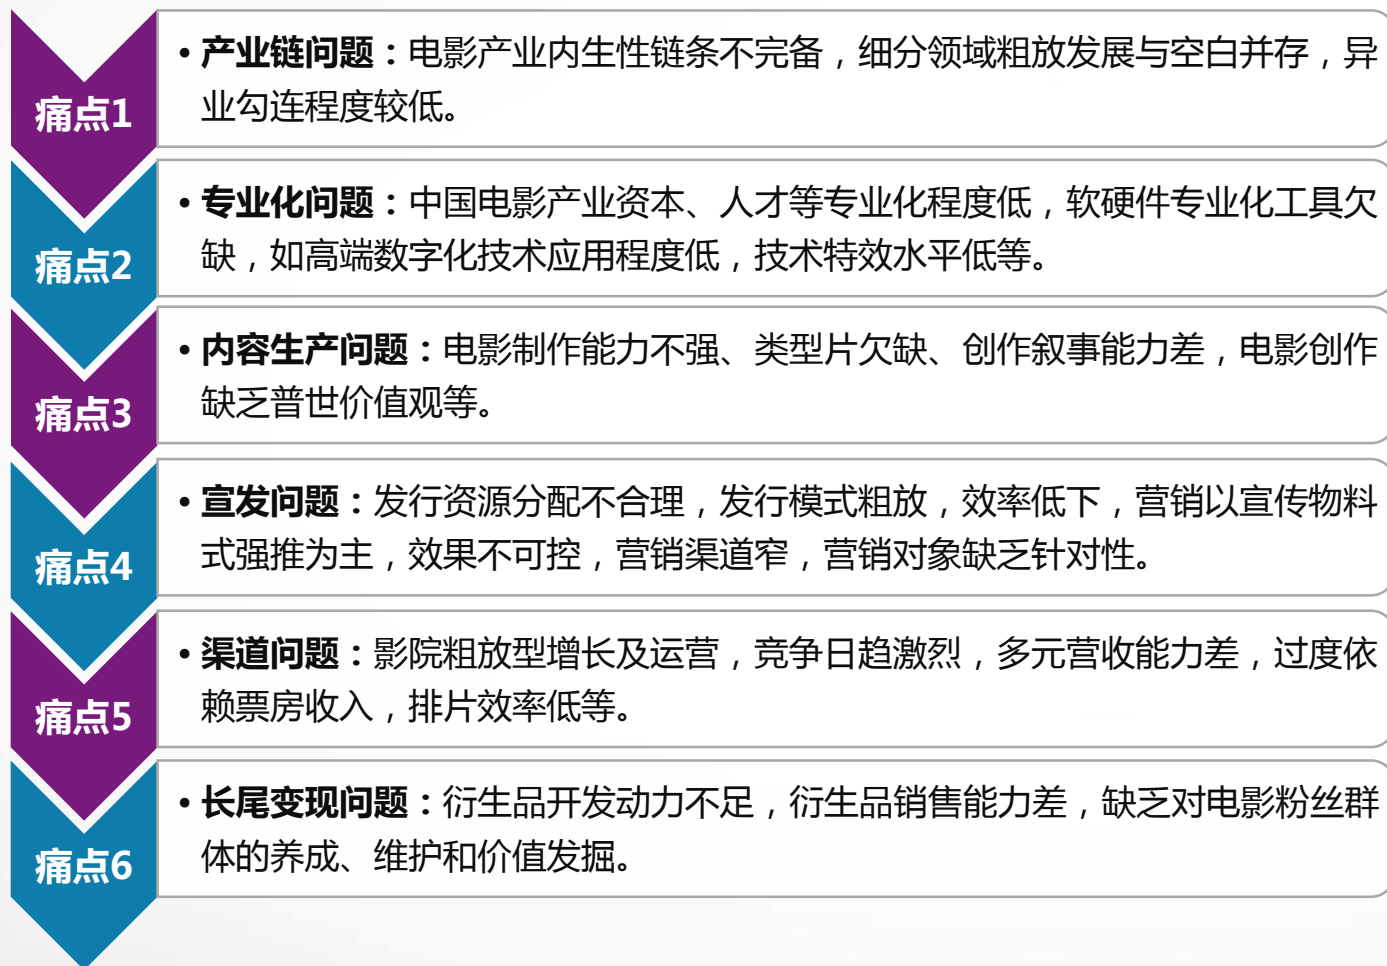 痛点1
• 产业链问题：电影产业内生性链条不完备，细分领域粗放发展与空白并存，异
业勾连程度较低。
痛点2
• 专业化问题：中国电影产业资本、人才等专业化程度低，软硬件专业化工具欠
缺，如高端数字化技术应用程度低，技术特效水平低等。
痛点3
• 内容生产问题：电影制作能力不强、类型片欠缺、创作叙事能力差，电影创作
缺乏普世价值观等。
痛点4
• 宣发问题：发行资源分配不合理，发行模式粗放，效率低下，营销以宣传物料
式强推为主，效果不可控，营销渠道窄，营销对象缺乏针对性。
痛点5
• 渠道问题：影院粗放型增长及运营，竞争日趋激烈，多元营收能力差，过度依
赖票房收入，排片效率低等。
痛点6
• 长尾变现问题：衍生品开发动力不足，衍生品销售能力差，缺乏对电影粉丝群
体的养成、维护和价值发掘。